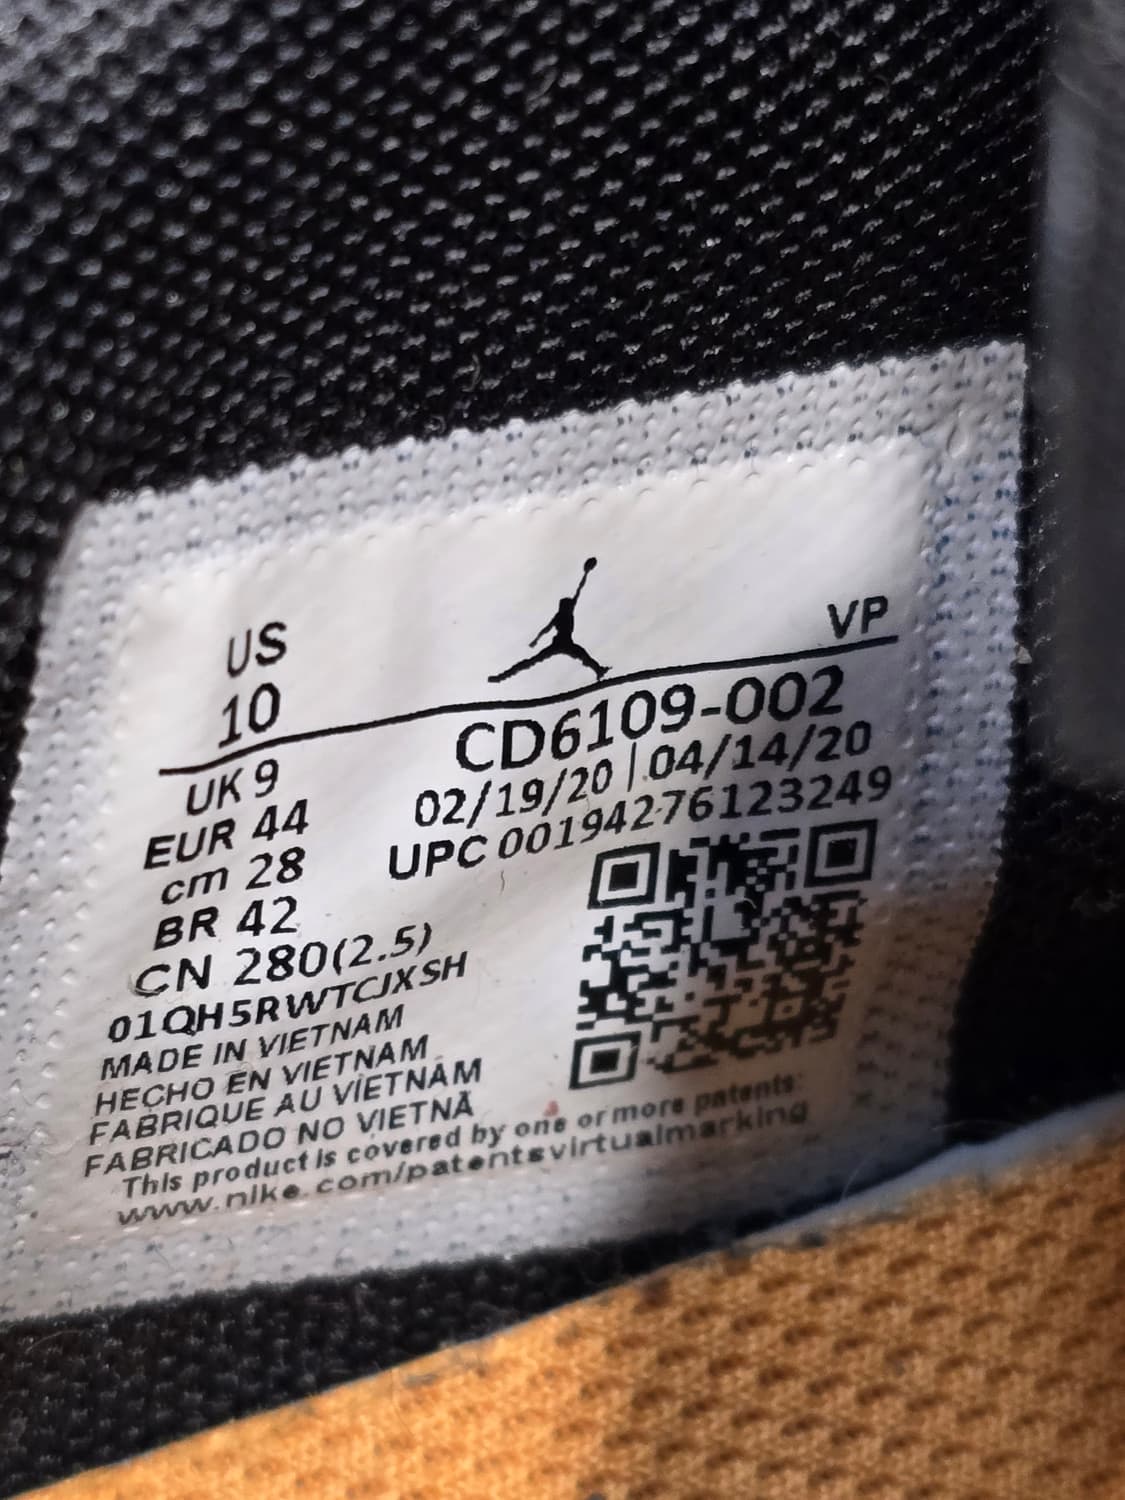 US
10
VP
CD6109-002
02/19/20 | 04/14/20
UPC 00194276123249
UK 9
EUR 44
cm 28
BR 42
CN 280(2.5)
01QH5RWTCJXSH
MADE IN VIETNAM
HECHO EN VIETNAM
FABRIQUE AU VIETNAM
FABRICADO NO VIETNÃ
This product is covered by one or more patents:
www.nike.com/patentsvirtualmarking